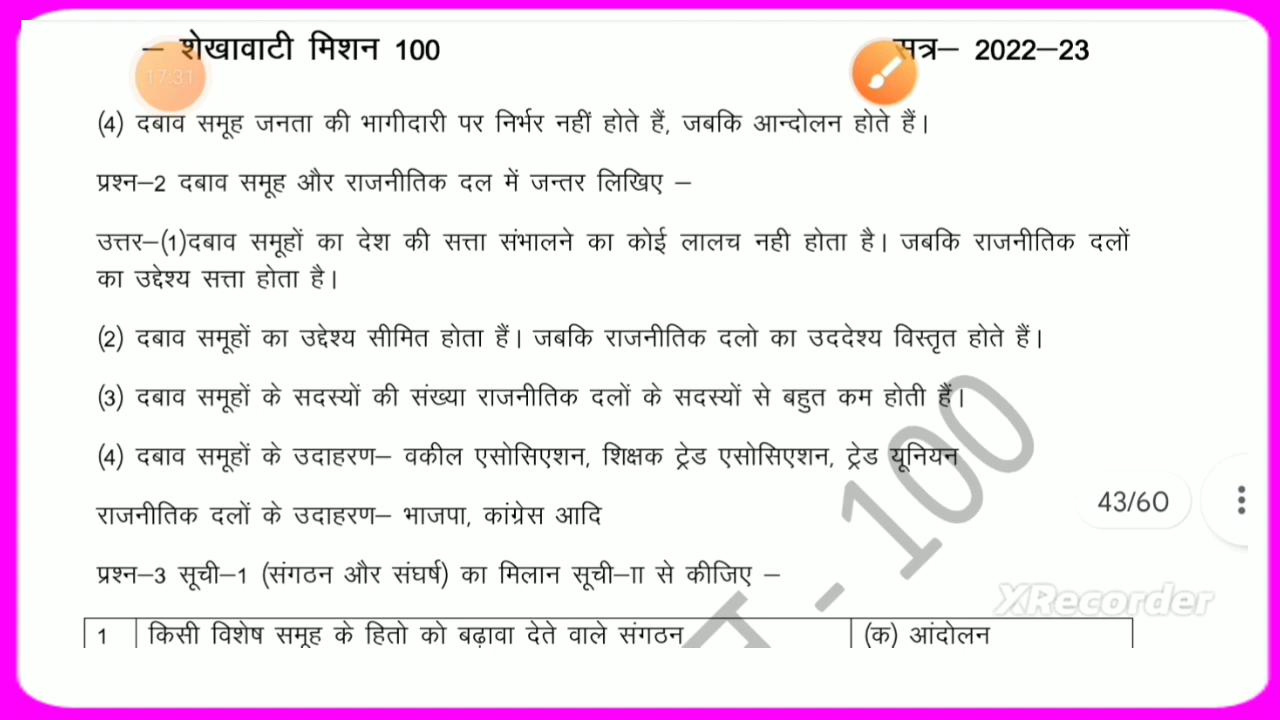 – शेखावाटी मिशन 100 सत्र– 2022–23
17:31
(4) दबाव समूह जनता की भागीदारी पर निर्भर नहीं होते हैं, जबकि आन्दोलन होते हैं।
प्रश्न–2 दबाव समूह और राजनीतिक दल में जन्तर लिखिए –
उत्तर–(1)दबाव समूहों का देश की सत्ता संभालने का कोई लालच नही होता है। जबकि राजनीतिक दलों
का उद्देश्य सत्ता होता है।
(2) दबाव समूहों का उद्देश्य सीमित होता हैं। जबकि राजनीतिक दलो का उददेश्य विस्तृत होते हैं।
(3) दबाव समूहों के सदस्यों की संख्या राजनीतिक दलों के सदस्यों से बहुत कम होती हैं।
(4) दबाव समूहों के उदाहरण– वकील एसोसिएशन, शिक्षक ट्रेड एसोसिएशन, ट्रेड यूनियन
राजनीतिक दलों के उदाहरण– भाजपा, कांग्रेस आदि
43/60
प्रश्न–3 सूची–1 (संगठन और संघर्ष) का मिलान सूची–II से कीजिए –
XRecorder
1 किसी विशेष समूह के हितो को बढ़ावा देते वाले संगठन (क) आंदोलन
- 100